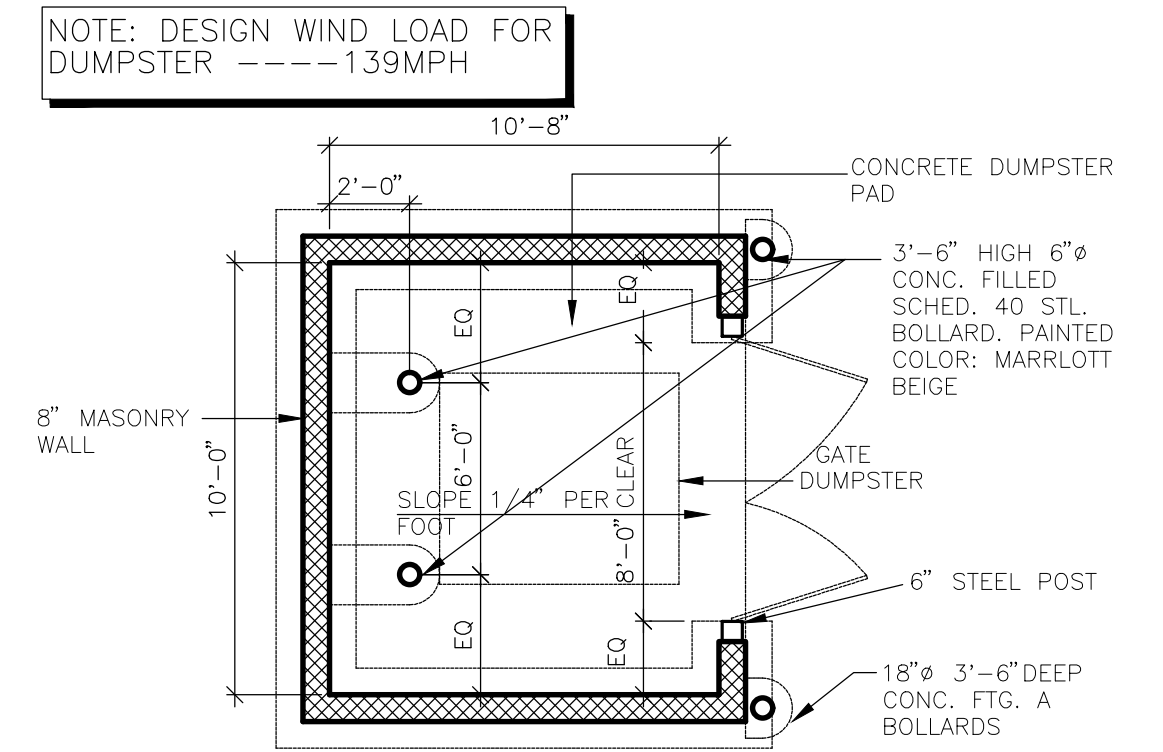 NOTE: DESIGN WIND LOAD FOR
DUMPSTER ----139MPH
10'-8"
2'-0"
CONCRETE DUMPSTER
PAD
3'-6" HIGH 6"ø
CONC. FILLED
SCHED. 40 STL.
BOLLARD. PAINTED
COLOR: MARRLOTT
BEIGE
EQ
EQ
8" MASONRY
WALL
10'-0"
6'-0"
8'-0" CLEAR
GATE
DUMPSTER
SLOPE 1/4" PER
FOOT
6" STEEL POST
EQ
EQ
18"ø 3'-6"DEEP
CONC. FTG. A
BOLLARDS